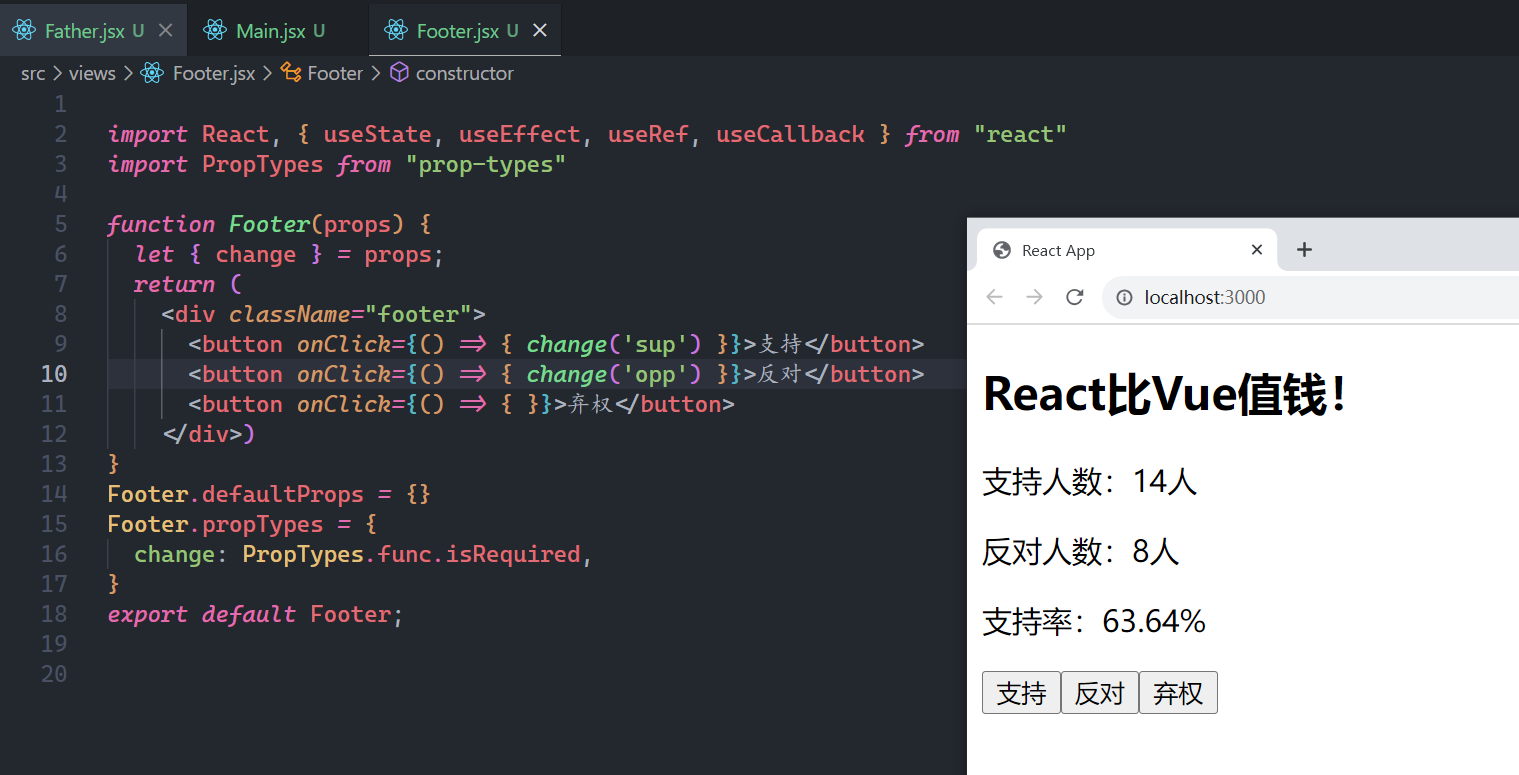 Father.jsx U Main.jsx U Footer.jsx U
src > views > Footer.jsx > Footer > constructor
1
2 import React, { useState, useEffect, useRef, useCallback } from "react"
3 import PropTypes from "prop-types"
4
5 function Footer(props) {
6 let { change } = props;
7 return (
8 <div className="footer">
9 <button onClick={() => { change('sup') }}>支持</button>
10 <button onClick={() => { change('opp') }}>反对</button>
11 <button onClick={() => { }}>弃权</button>
12 </div>)
13 }
14 Footer.defaultProps = {}
15 Footer.propTypes = {
16 change: PropTypes.func.isRequired,
17 }
18 export default Footer;
19
20
React App
localhost:3000
React比Vue值钱！
支持人数：14人
反对人数：8人
支持率：63.64%
支持 反对 弃权